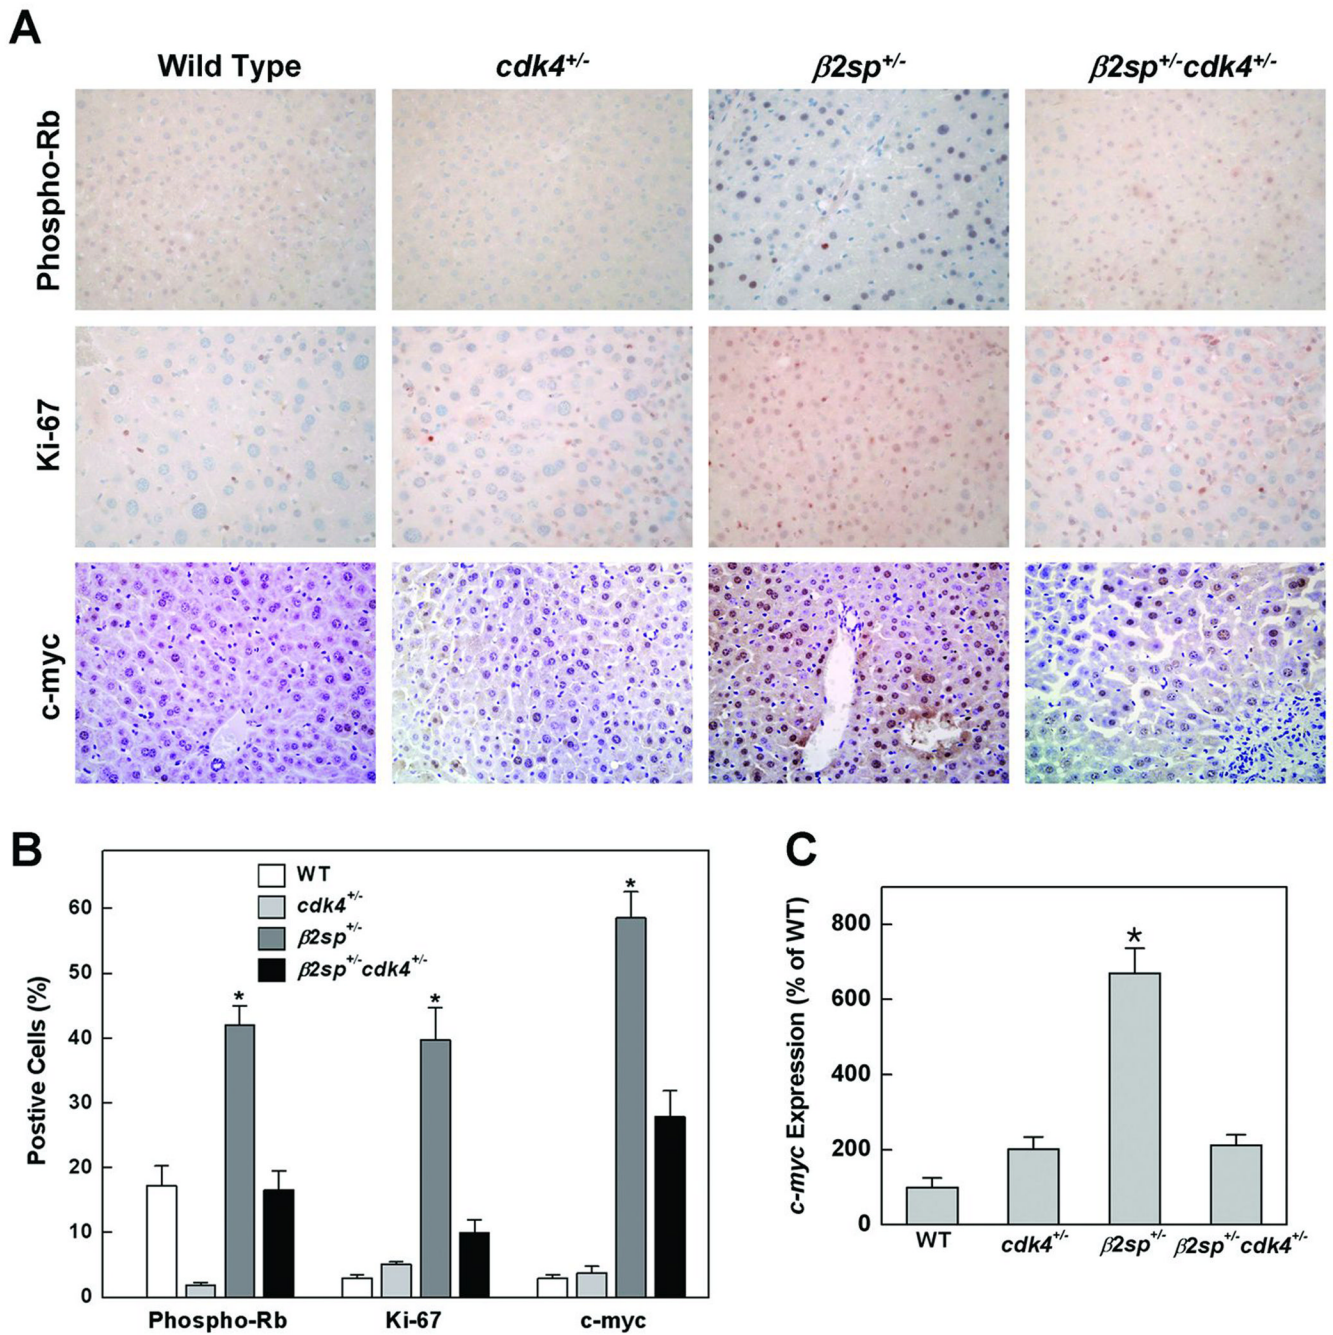 A
Wild Type cdk4+/- β2sp+/- β2sp+/-cdk4+/-
Phospho-Rb
Ki-67
c-myc
B
WT
cdk4+/-
β2sp+/-
β2sp+/-cdk4+/-
Postive Cells (%)
60
50
40
30
20
10
0
* * *
Phospho-Rb Ki-67 c-myc
C
c-myc Expression (% of WT)
800
600
400
200
0
*
WT cdk4+/- β2sp+/- β2sp+/-cdk4+/-